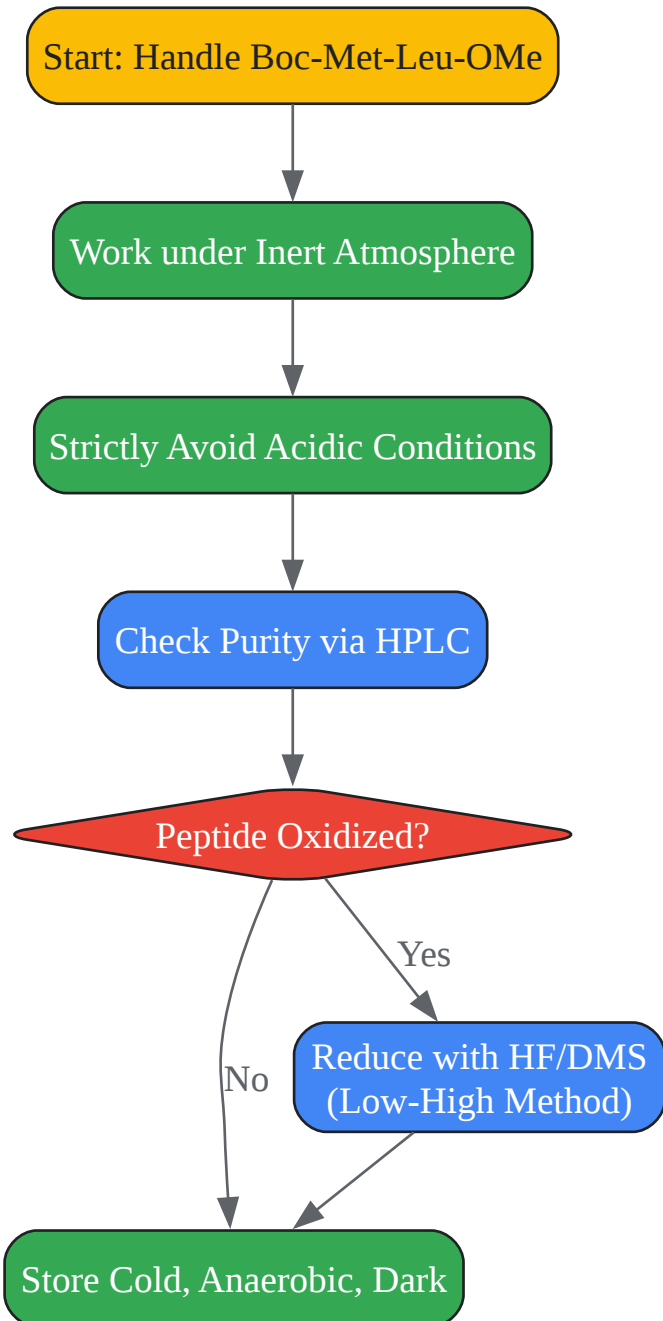 Start: Handle Boc-Met-Leu-OMe
Work under Inert Atmosphere
Strictly Avoid Acidic Conditions
Check Purity via HPLC
Peptide Oxidized?
Yes
Reduce with HF/DMS
(Low-High Method)
No
Store Cold, Anaerobic, Dark